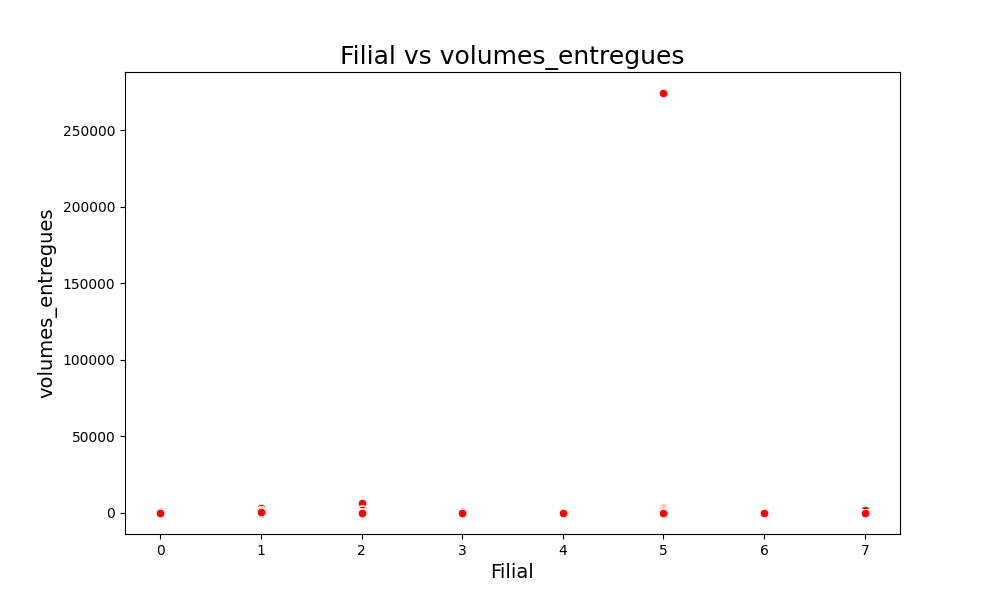 Filial vs volumes_entregues
volumes_entregues
250000
200000
150000
100000
50000
0
0 1 2 3 4 5 6 7
Filial